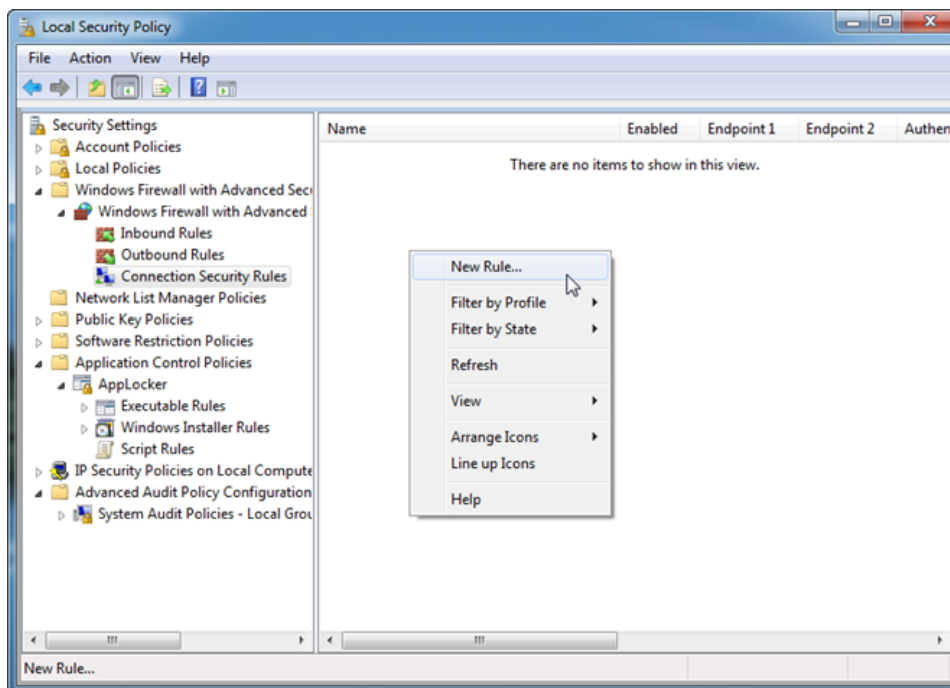 Local Security Policy
File Action View Help
Security Settings
Account Policies
Local Policies
Windows Firewall with Advanced Secu
Windows Firewall with Advanced
Inbound Rules
Outbound Rules
Connection Security Rules
Network List Manager Policies
Public Key Policies
Software Restriction Policies
Application Control Policies
AppLocker
Executable Rules
Windows Installer Rules
Script Rules
IP Security Policies on Local Compute
Advanced Audit Policy Configuration
System Audit Policies - Local Grou
Name Enabled Endpoint 1 Endpoint 2 Authen
There are no items to show in this view.
New Rule...
Filter by Profile
Filter by State
Refresh
View
Arrange Icons
Line up Icons
Help
New Rule...